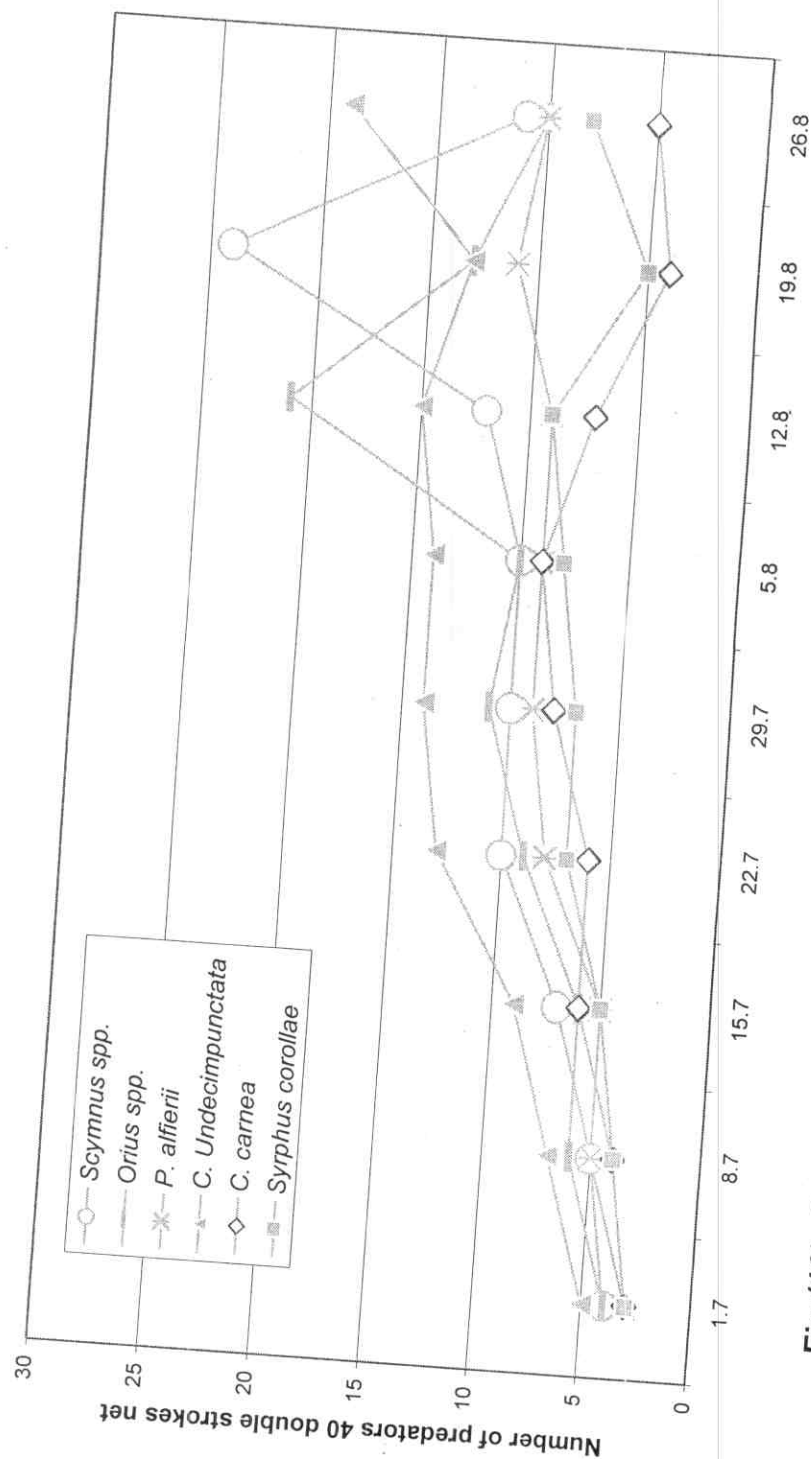 Number of predators 40 double strokes net
30
25
20
15
10
5
0
Scymnus spp.
Orius spp.
P. alfierii
C. Undecimpunctata
C. carnea
Syrphus corollae
1.7
8.7
15.7
22.7
29.7
5.8
12.8
19.8
26.8